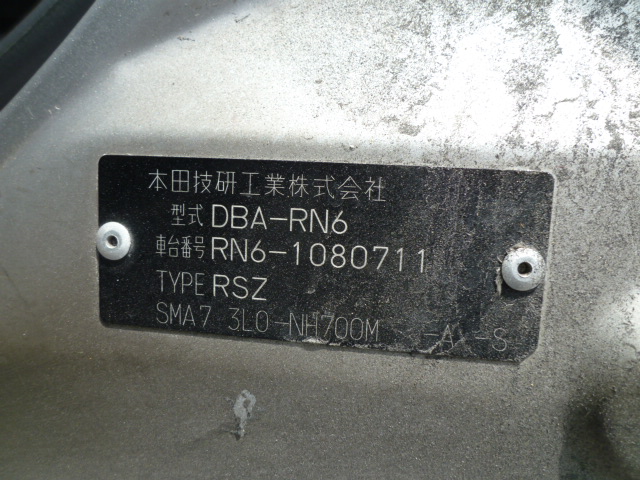 本田技研工業株式会社
型式 DBA-RN6
車台番号 RN6-1080711
TYPE RSZ
SMA7 3L0-NH700M -A -S